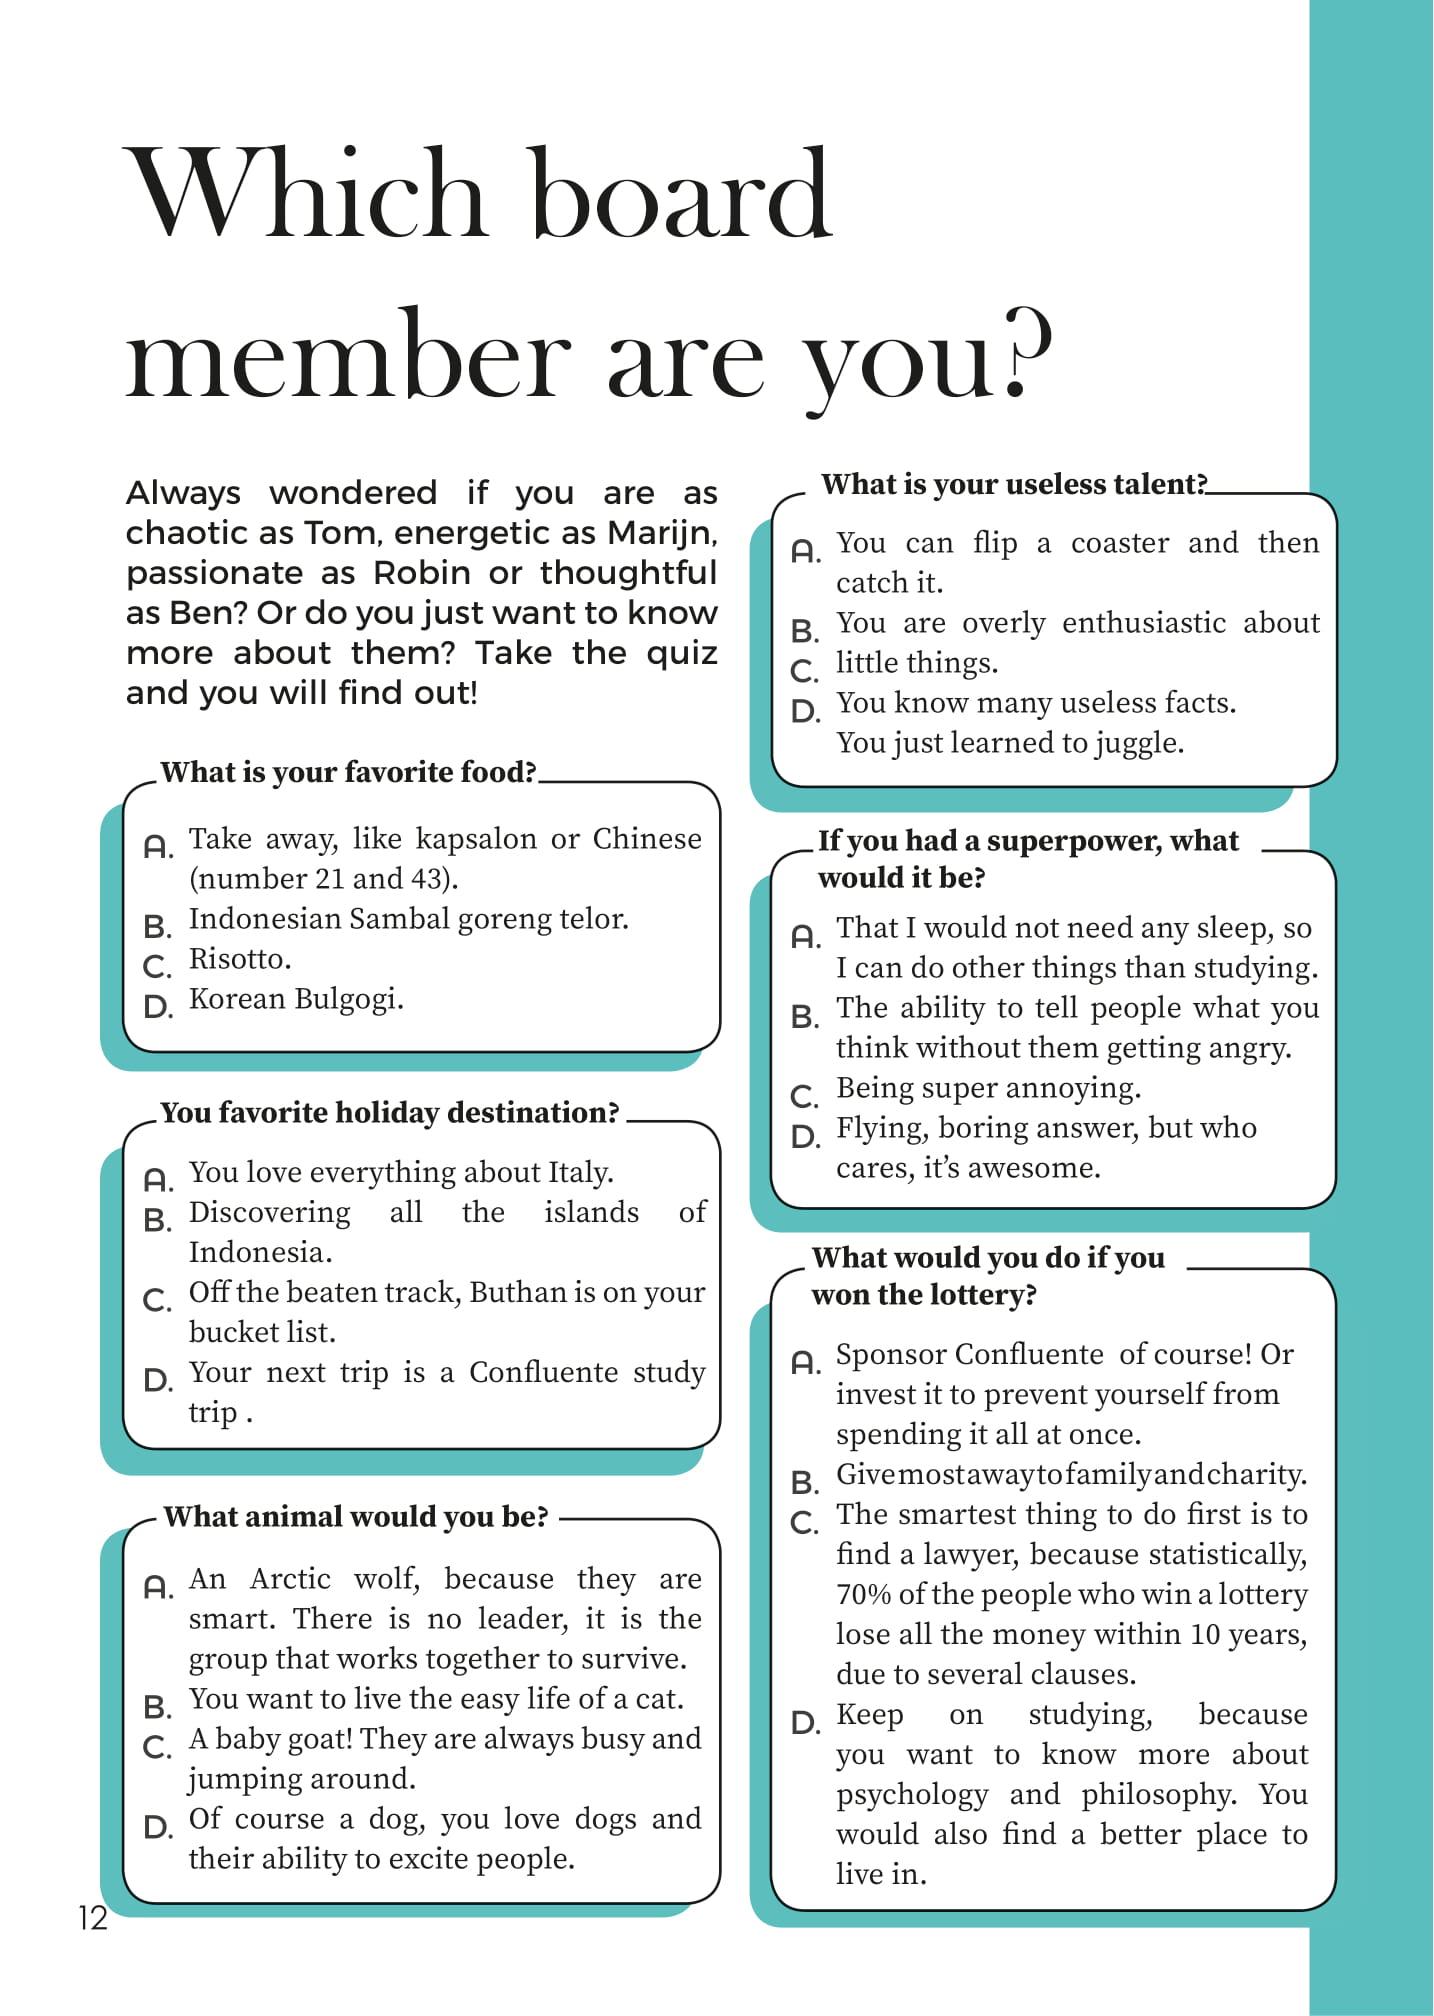 Which board
member are you?
Always wondered if you are as
chaotic as Tom, energetic as Marijn,
passionate as Robin or thoughtful
as Ben? Or do you just want to know
more about them? Take the quiz
and you will find out!
What is your favorite food?
A. Take away, like kapsalon or Chinese
(number 21 and 43).
B. Indonesian Sambal goreng telor.
C. Risotto.
D. Korean Bulgogi.
You favorite holiday destination?
A. You love everything about Italy.
B. Discovering all the islands of
Indonesia.
C. Off the beaten track, Buthan is on your
bucket list.
D. Your next trip is a Confluente study
trip .
What animal would you be?
A. An Arctic wolf, because they are
smart. There is no leader, it is the
group that works together to survive.
B. You want to live the easy life of a cat.
C. A baby goat! They are always busy and
jumping around.
D. Of course a dog, you love dogs and
their ability to excite people.
What is your useless talent?
A. You can flip a coaster and then
catch it.
B. You are overly enthusiastic about
C. little things.
D. You know many useless facts.
You just learned to juggle.
If you had a superpower, what
would it be?
A. That I would not need any sleep, so
I can do other things than studying.
B. The ability to tell people what you
think without them getting angry.
C. Being super annoying.
D. Flying, boring answer, but who
cares, it's awesome.
What would you do if you
won the lottery?
A. Sponsor Confluente of course! Or
invest it to prevent yourself from
spending it all at once.
B. Give most away to family and charity.
C. The smartest thing to do first is to
find a lawyer, because statistically,
70% of the people who win a lottery
lose all the money within 10 years,
due to several clauses.
D. Keep on studying, because
you want to know more about
psychology and philosophy. You
would also find a better place to
live in.
12